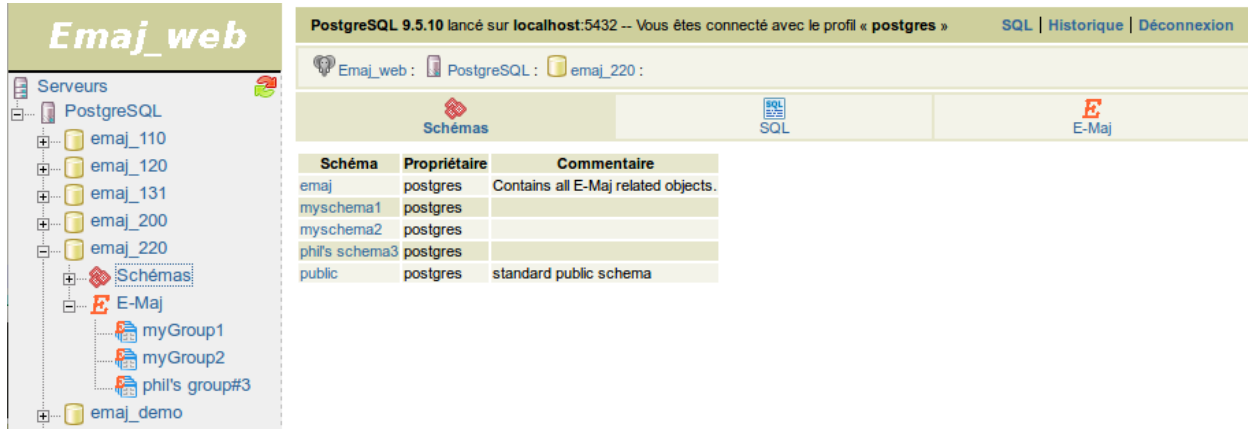 Emaj_web
Serveurs
PostgreSQL
emaj_110
emaj_120
emaj_131
emaj_200
emaj_220
Schémas
E-Maj
myGroup1
myGroup2
phil's group#3
emaj_demo
PostgreSQL 9.5.10 lancé sur localhost:5432 -- Vous êtes connecté avec le profil « postgres » SQL | Historique | Déconnexion
Emaj_web : PostgreSQL : emaj_220 :
Schémas SQL E-Maj
Schéma Propriétaire Commentaire
emaj postgres Contains all E-Maj related objects.
myschema1 postgres
myschema2 postgres
phil's schema3 postgres
public postgres standard public schema